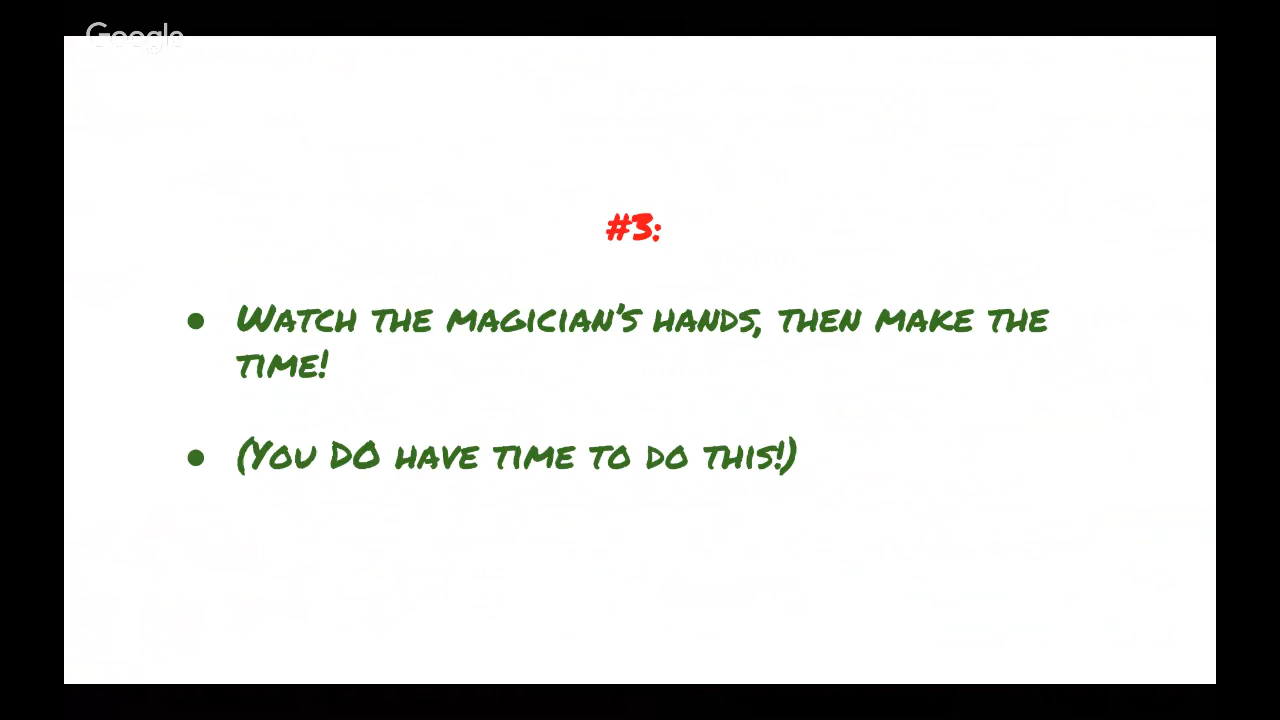 Google
#3:
● Watch the magician's hands, then make the
time!
● (You DO have time to do this!)